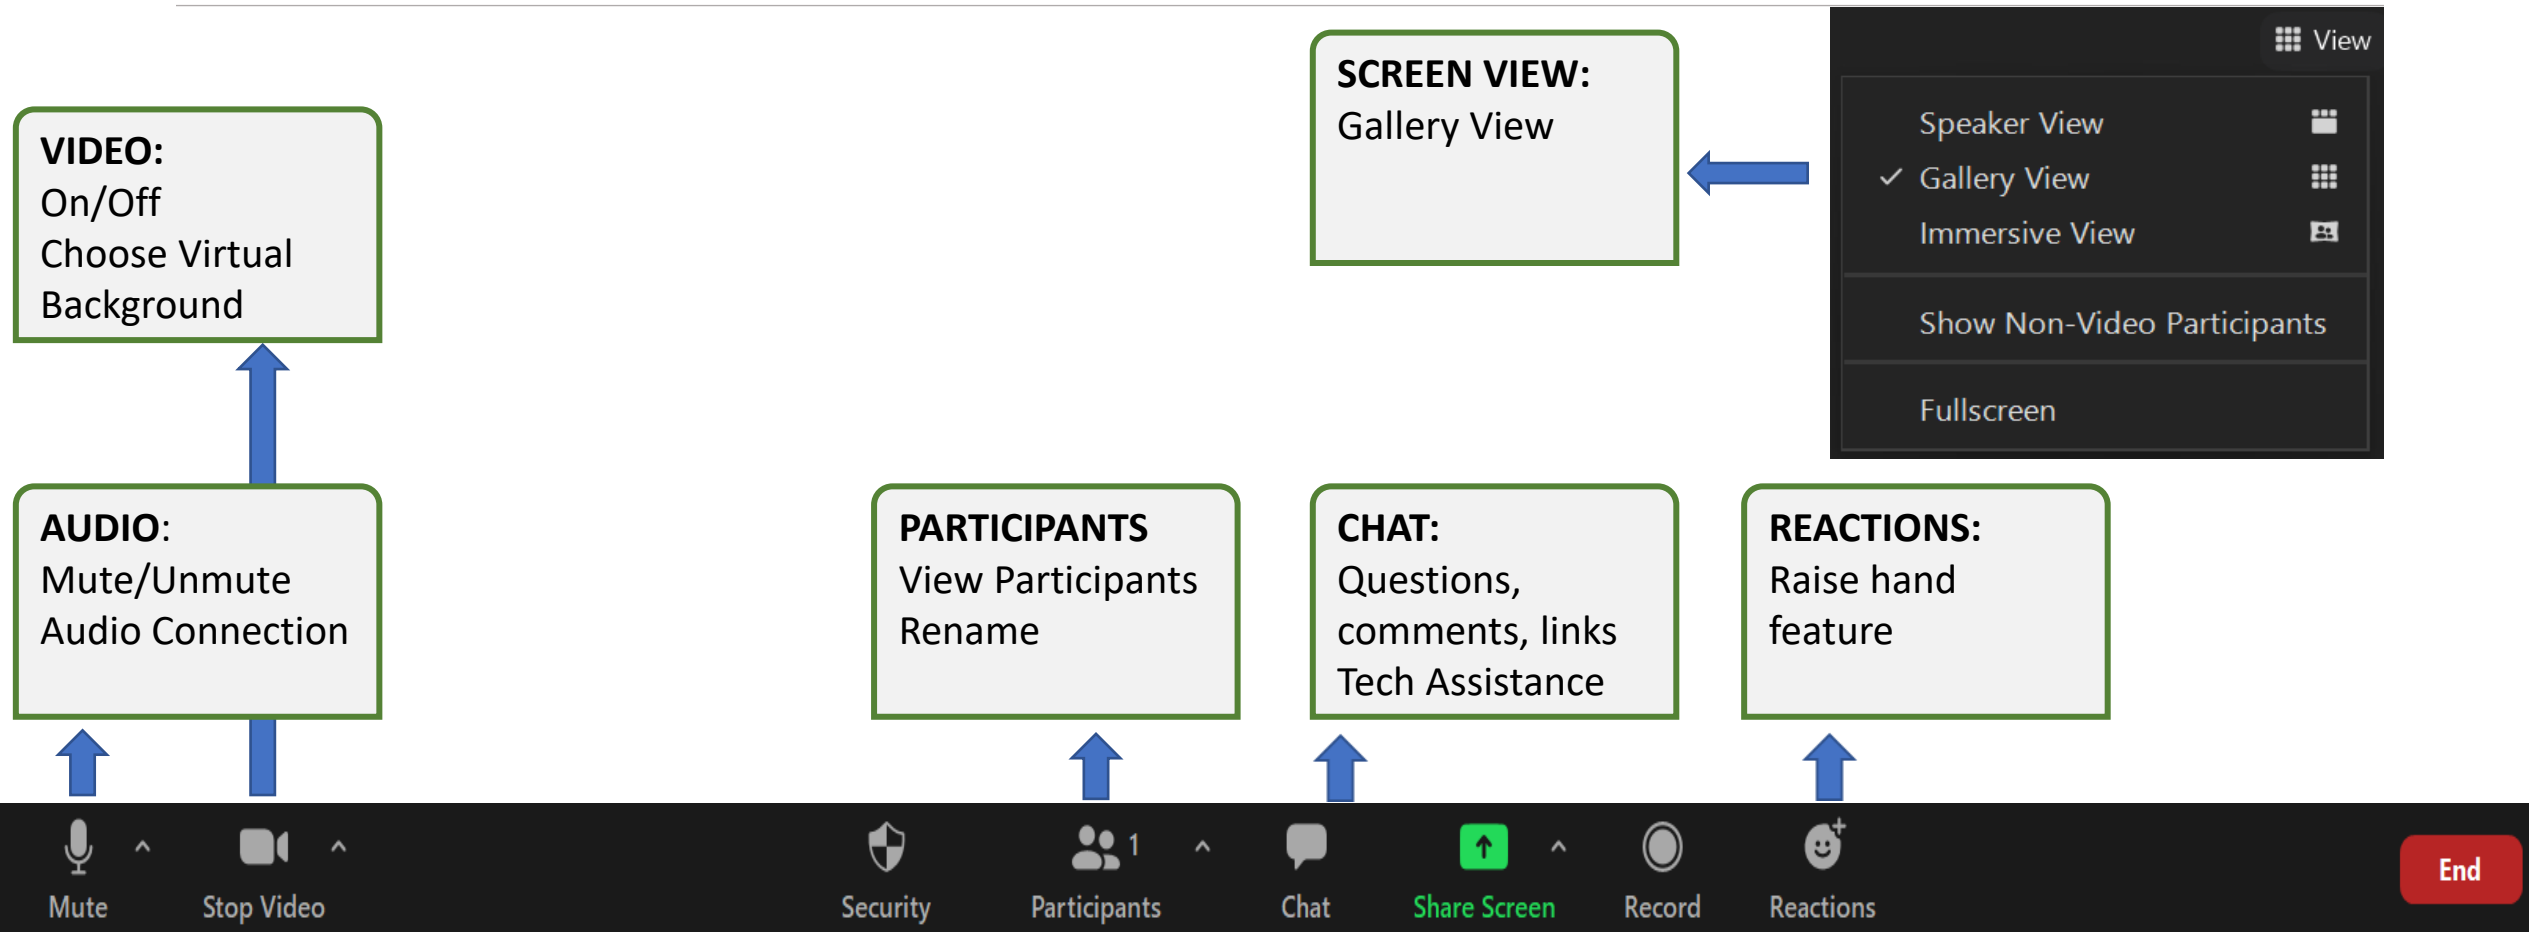 VIDEO:
On/Off
Choose Virtual
Background
SCREEN VIEW:
Gallery View
View
Speaker View
Gallery View
Immersive View
Show Non-Video Participants
Fullscreen
AUDIO:
Mute/Unmute
Audio Connection
PARTICIPANTS
View Participants
Rename
CHAT:
Questions,
comments, links
Tech Assistance
REACTIONS:
Raise hand
feature
1
Mute
Stop Video
Security
Participants
Chat
Share Screen
Record
Reactions
End